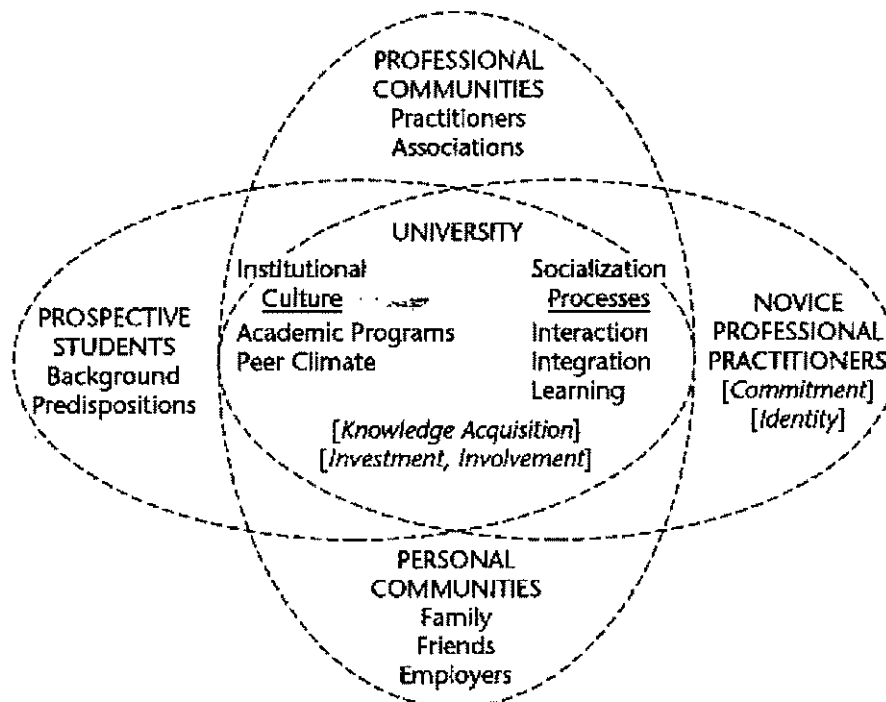 PROFESSIONAL
COMMUNITIES
Practitioners
Associations
UNIVERSITY
Institutional
Culture
Academic Programs
Peer Climate
Socialization
Processes
Interaction
Integration
Learning
[Knowledge Acquisition]
[Investment, Involvement]
PROSPECTIVE
STUDENTS
Background
Predispositions
NOVICE
PROFESSIONAL
PRACTITIONERS
[Commitment]
[Identity]
PERSONAL
COMMUNITIES
Family
Friends
Employers